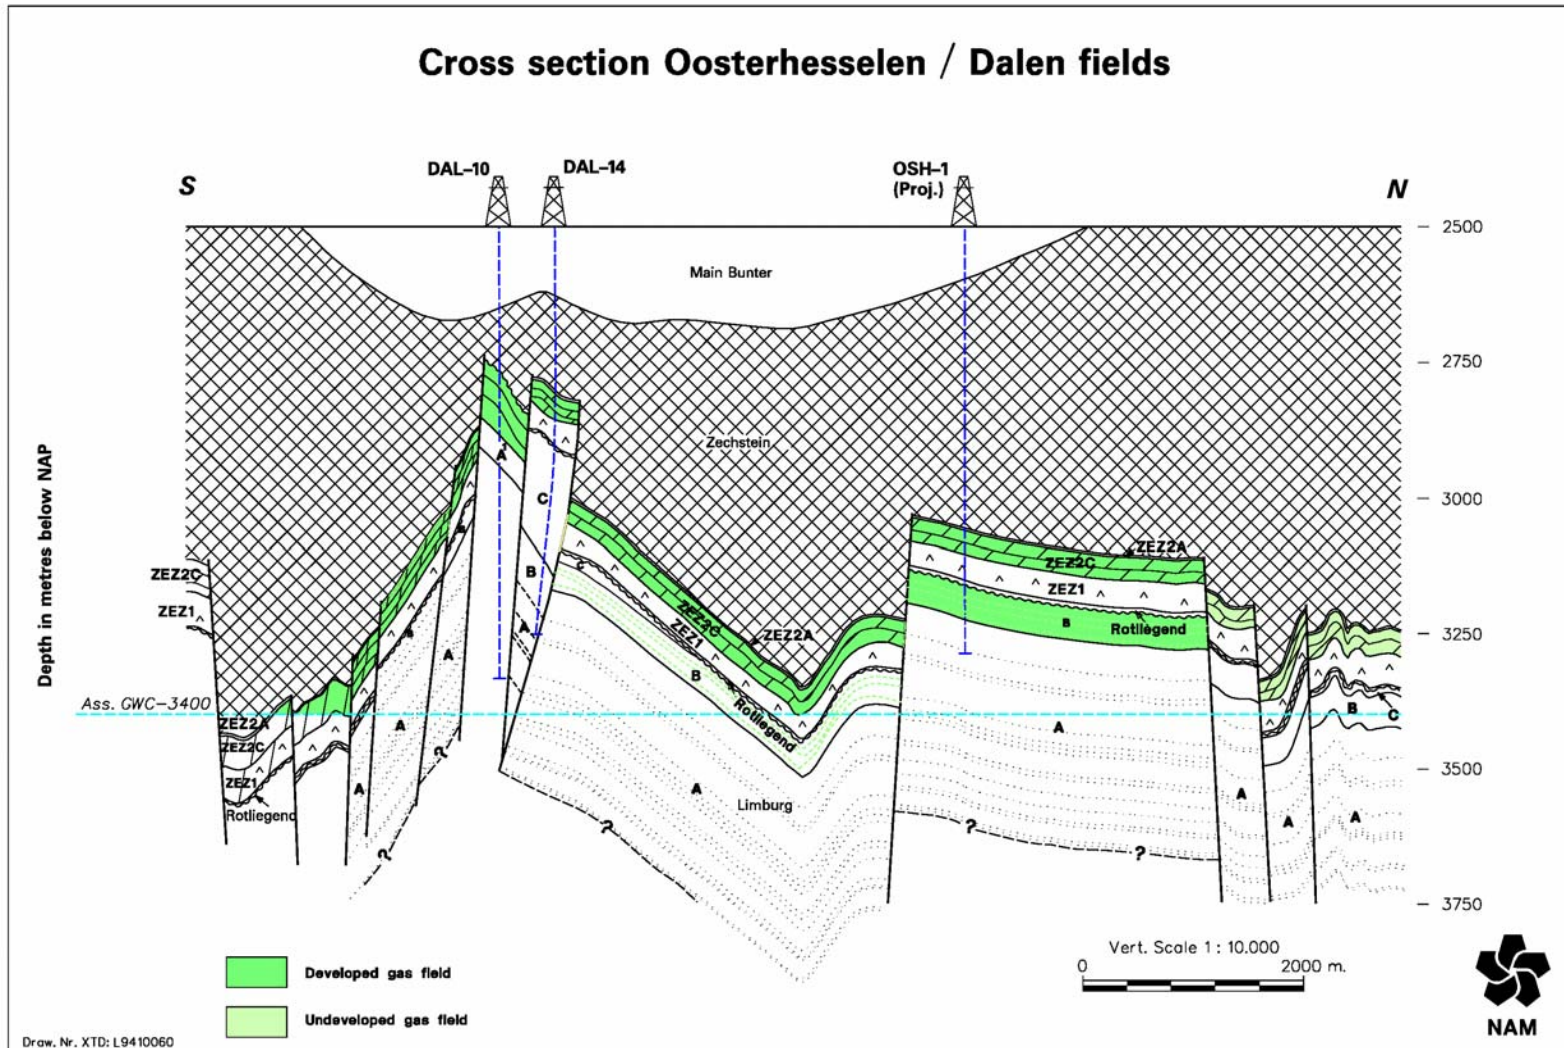 Cross section Oosterhesselen / Dalen fields
S
DAL–10
DAL–14
OSH–1
(Proj.)
N
2500
Main Bunter
2750
Zechstein
A
C
3000
ZEZ2C
ZEZ1
B
A
C
B
A
B
A
ZEZ2C
ZEZ1
ZEZ2A
B
Rotliegend
ZEZ2A
ZEZ2C
ZEZ1
B
Rotliegend
3250
Depth in metres below NAP
Ass. GWC–3400
ZEZ2A
ZEZ2C
ZEZ1
Rotliegend
A
A
?
?
A
Limburg
?
A
?
?
A
A
A
B
C
3500
3750
Developed gas field
Undeveloped gas field
Vert. Scale 1 : 10.000
0
2000 m.
NAM
Draw. Nr. XTD: L9410060